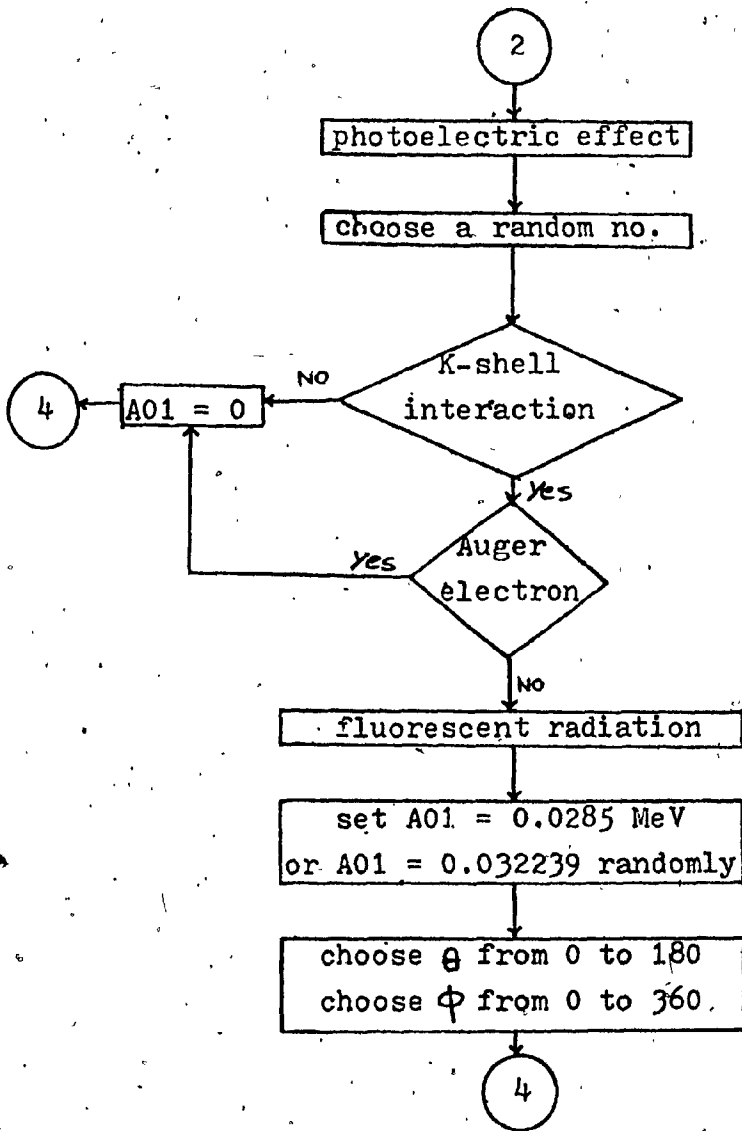 2
photoelectric effect
choose a random no.
K-shell
interaction
NO
A01 = 0
4
Yes
Auger
electron
Yes
NO
fluorescent radiation
set A01 = 0.0285 MeV
or A01 = 0.032239 randomly
choose θ from 0 to 180
choose ϕ from 0 to 360.
4